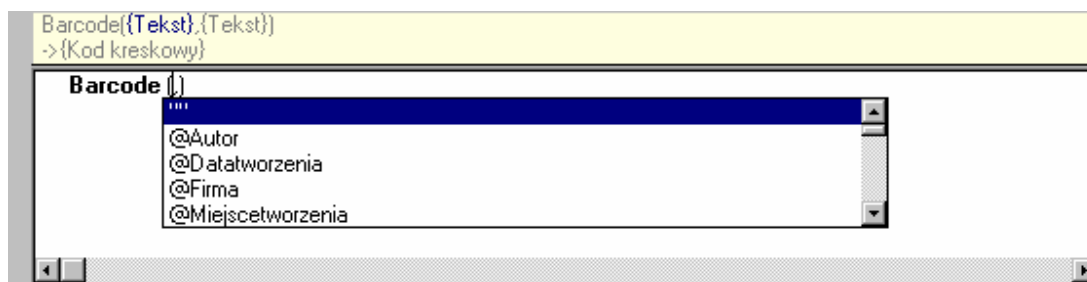 Barcode({Tekst},{Tekst})
->{Kod kreskowy}
Barcode (,)
""
@Autor
@Datatworzenia
@Firma
@Miejscetworzenia